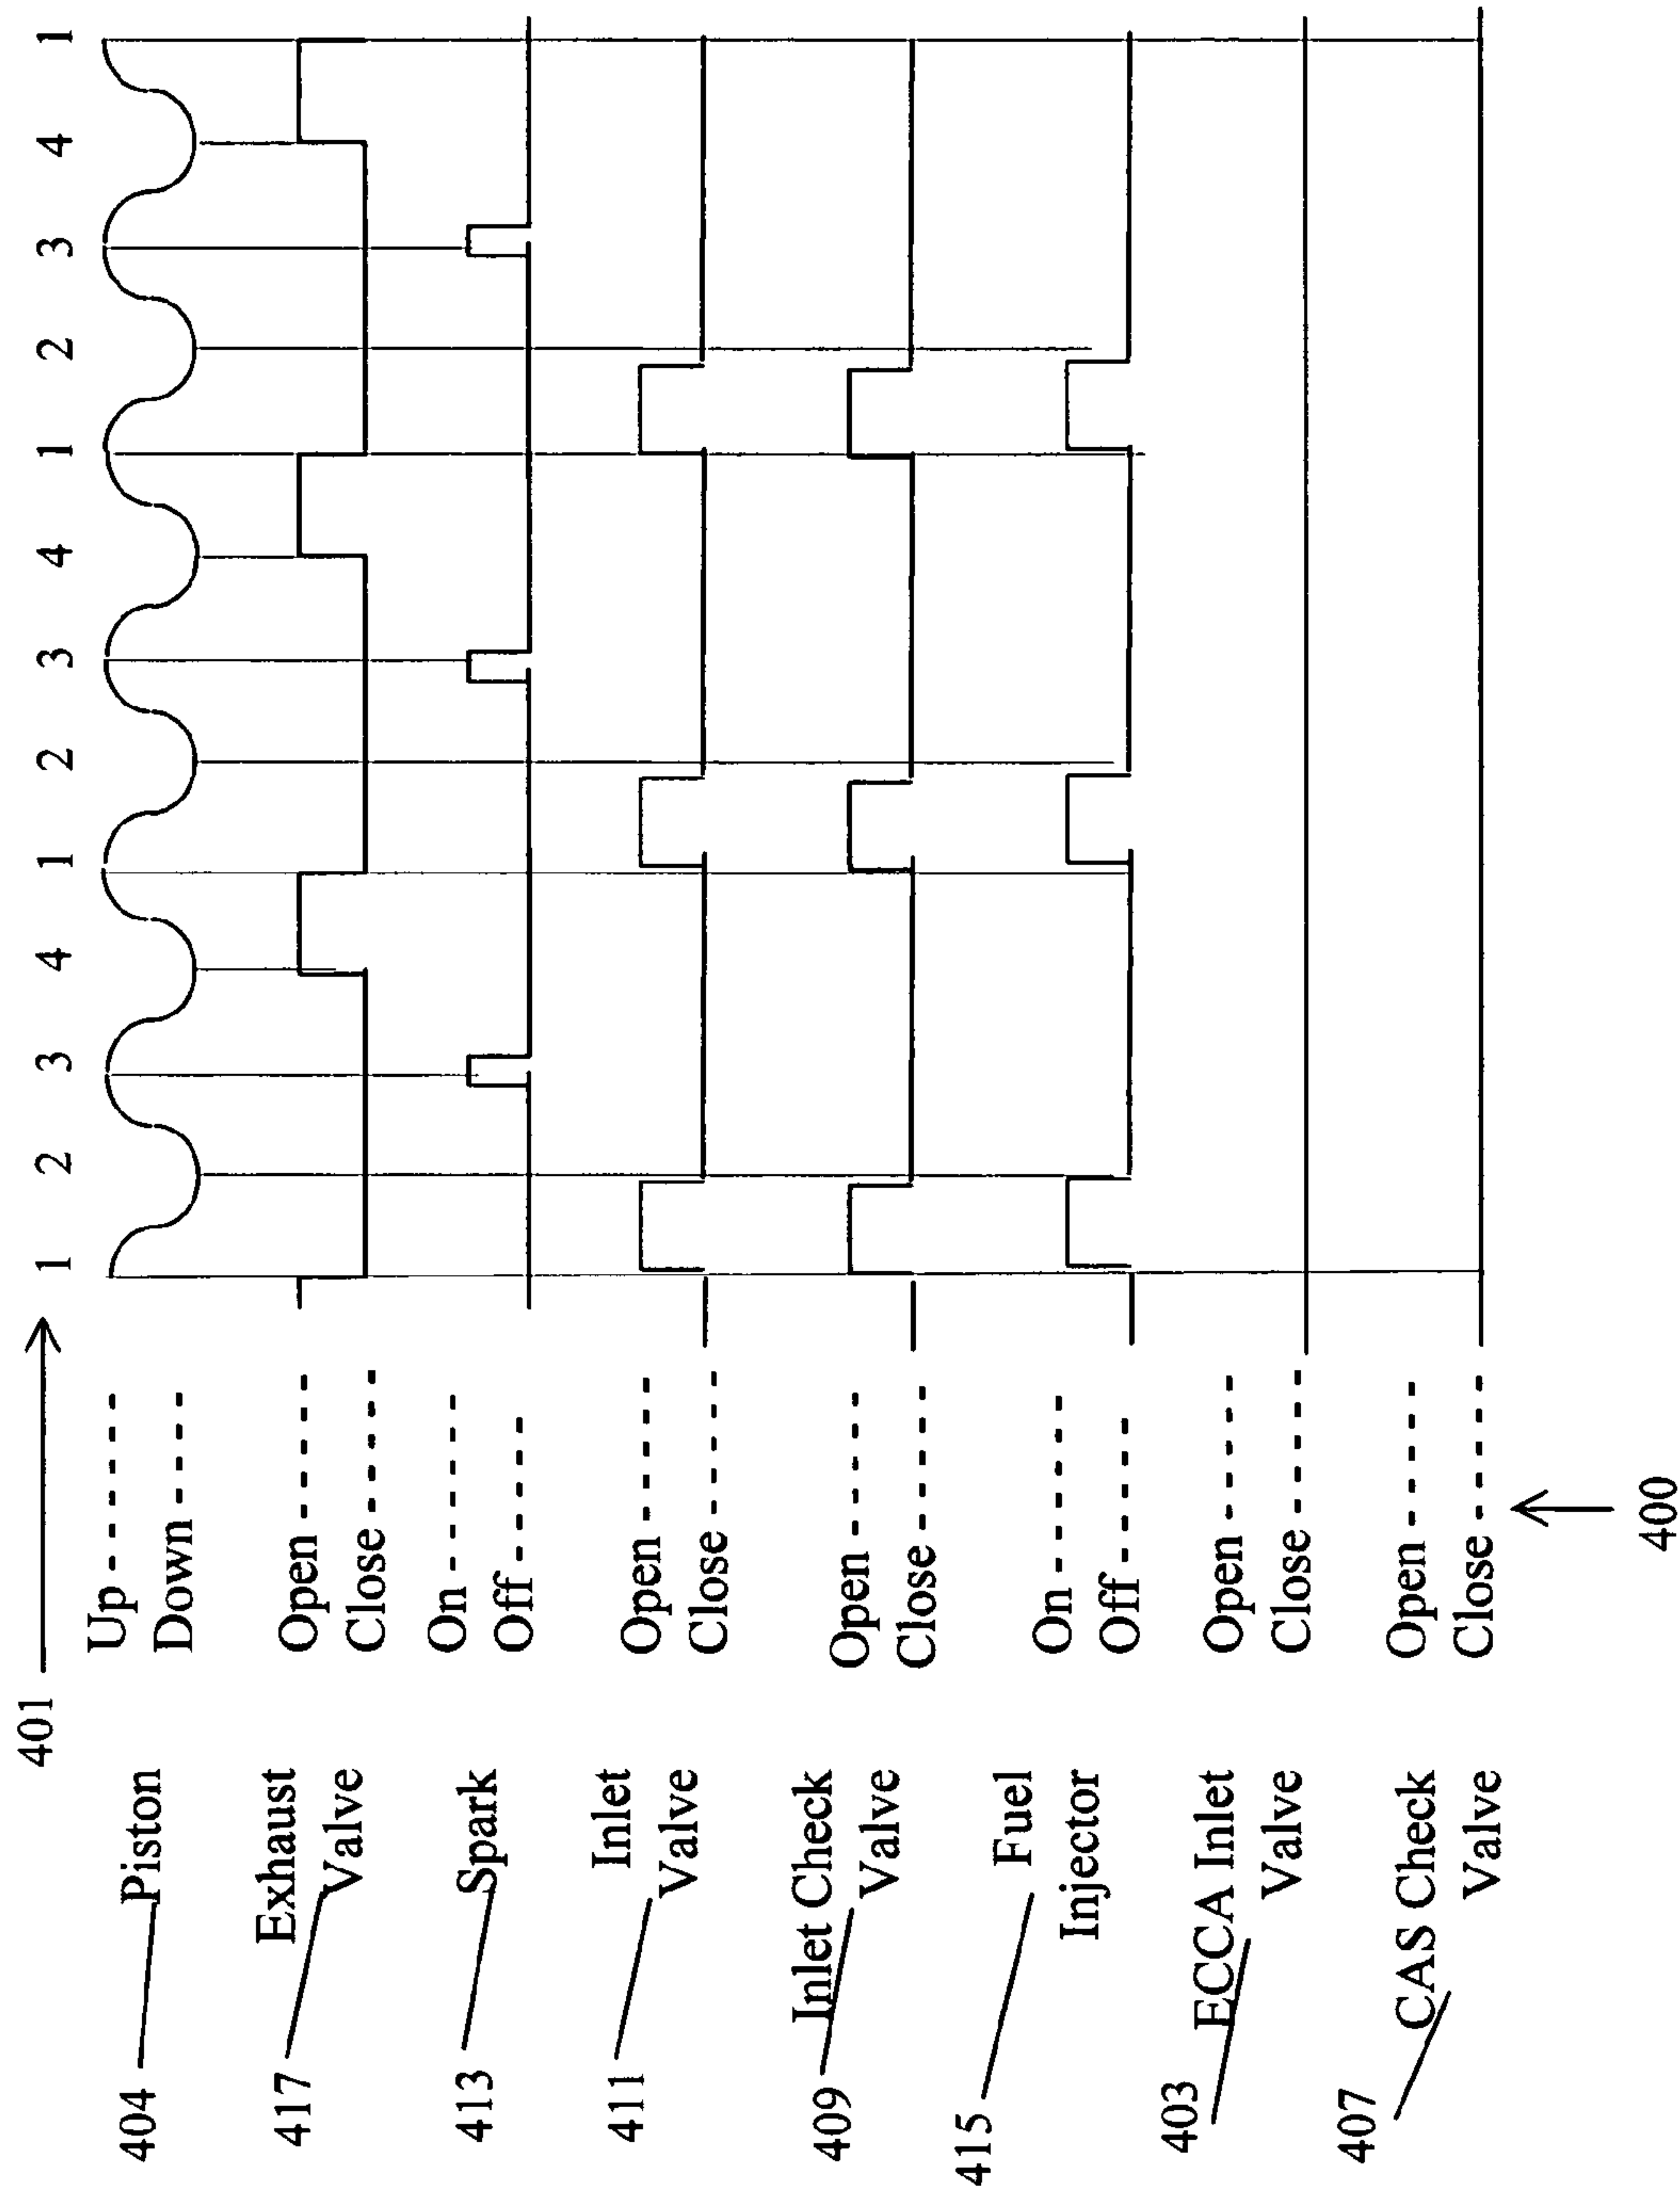 401
1 2 3 4 1 2 3 4 1 2 3 4 1
404 Piston
Up
Down
417 Exhaust
Valve
Open
Close
413 Spark
On
Off
411 Inlet
Valve
Open
Close
409 Inlet Check
Valve
Open
Close
415 Fuel
Injector
On
Off
403 ECCA Inlet
Valve
Open
Close
407 CAS Check
Valve
Open
Close
400